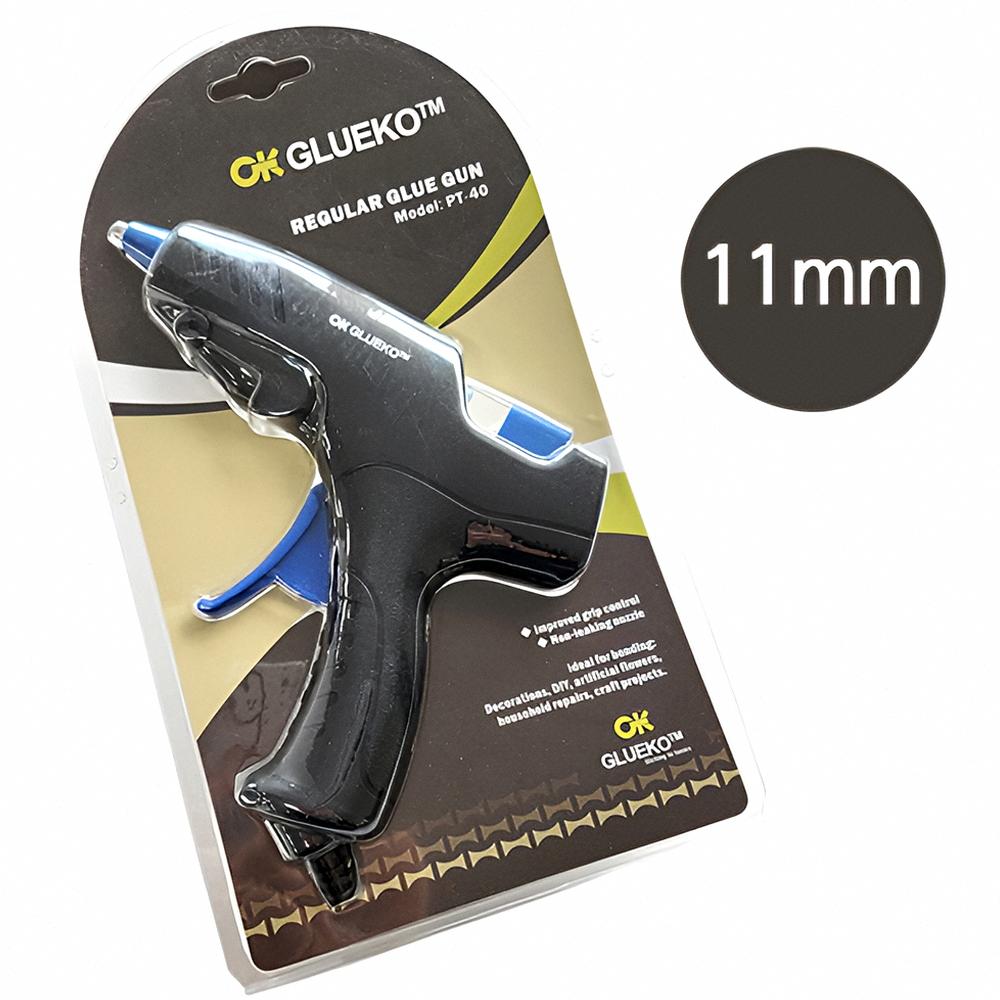 OK GLUEKO™
REGULAR GLUE GUN
Model: PT-40
11mm
OK GLUEKO™
◆ Improved grip control
◆ Non-leaking nozzle
Ideal for bonding:
Decorations, DIY, artificial flowers,
household repairs, craft projects.
OK
GLUEKO™